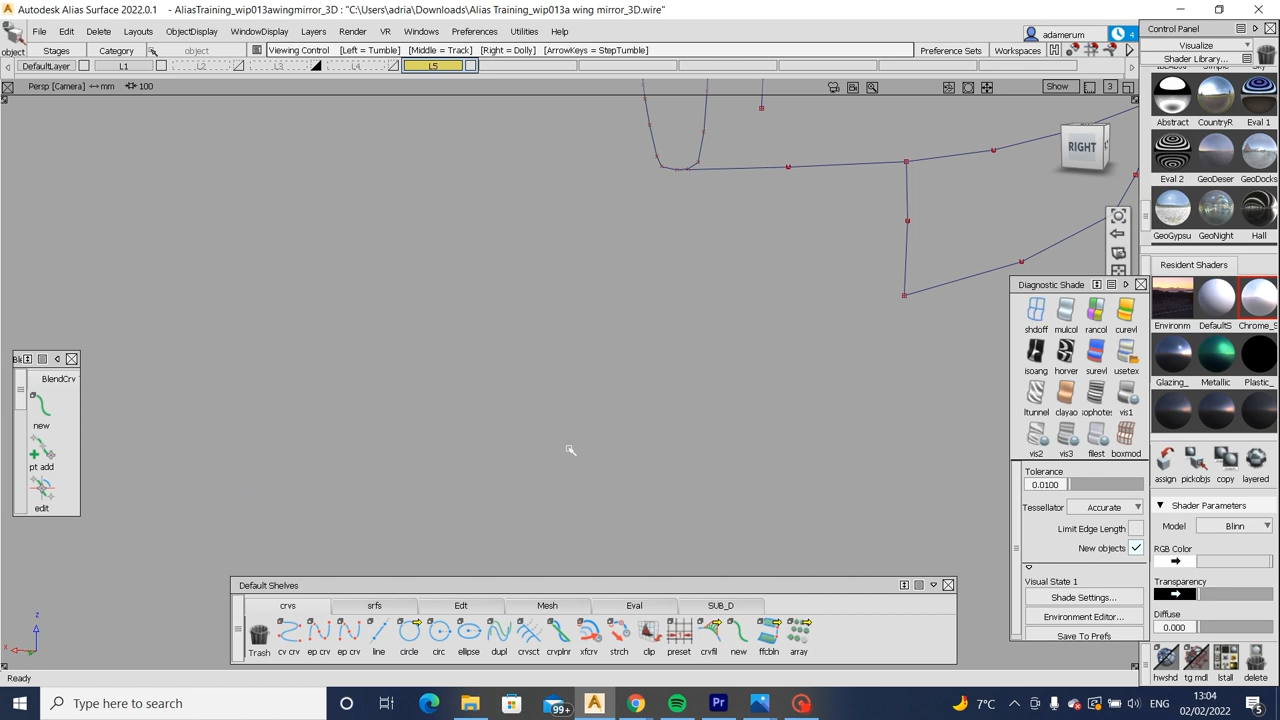 Autodesk Alias Surface 2022.0.1 - AliasTraining_wip013awingmirror_3D : "C:\Users\adria\Downloads\Alias Training_wip013a wing mirror_3D.wire"
File Edit Delete Layouts ObjectDisplay WindowDisplay Layers Render VR Windows Preferences Utilities Help
adamerum 4
object
Stages Category object Viewing Control [Left = Tumble] [Middle = Track] [Right = Dolly] [ArrowKeys = StepTumble] Preference Sets Workspaces
DefaultLayer L1 L2 L3 L4 L5
Persp [Camera] mm 100 Show 3
RIGHT
Control Panel
Visualize
Shader Library...
Abstract CountryR Eval 1
Eval 2 GeoDeser GeoDocks
GeoGypsu GeoNight Hall
Resident Shaders
Environm DefaultS Chrome_S
Glazing_ Metallic Plastic_
assign pickobjs copy layered
Shader Parameters
Model Blinn
RGB Color
Transparency
Diffuse
0.000
hwshd tg mdl lstall delete
Diagnostic Shade
shdoff mulcol rancol curevl
isoang horver surevl usetex
ltunnel clayao vis1
vis2 vis3 filest boxmod
Tolerance
0.0100
Tessellator Accurate
Limit Edge Length
New objects
Visual State 1
Shade Settings...
Environment Editor...
Save To Prefs
BlendCrv
new
pt add
edit
Default Shelves
crvs srfs Edt Mesh Eval SUB_D
Trash cv crv ep crv ep crv line circle circ ellipse dupl crvsct crvplnr xfcrv strch clip preset crvfil new ffcbln array
z
x
Ready
Type here to search
99+
7°C
13:04
02/02/2022
5